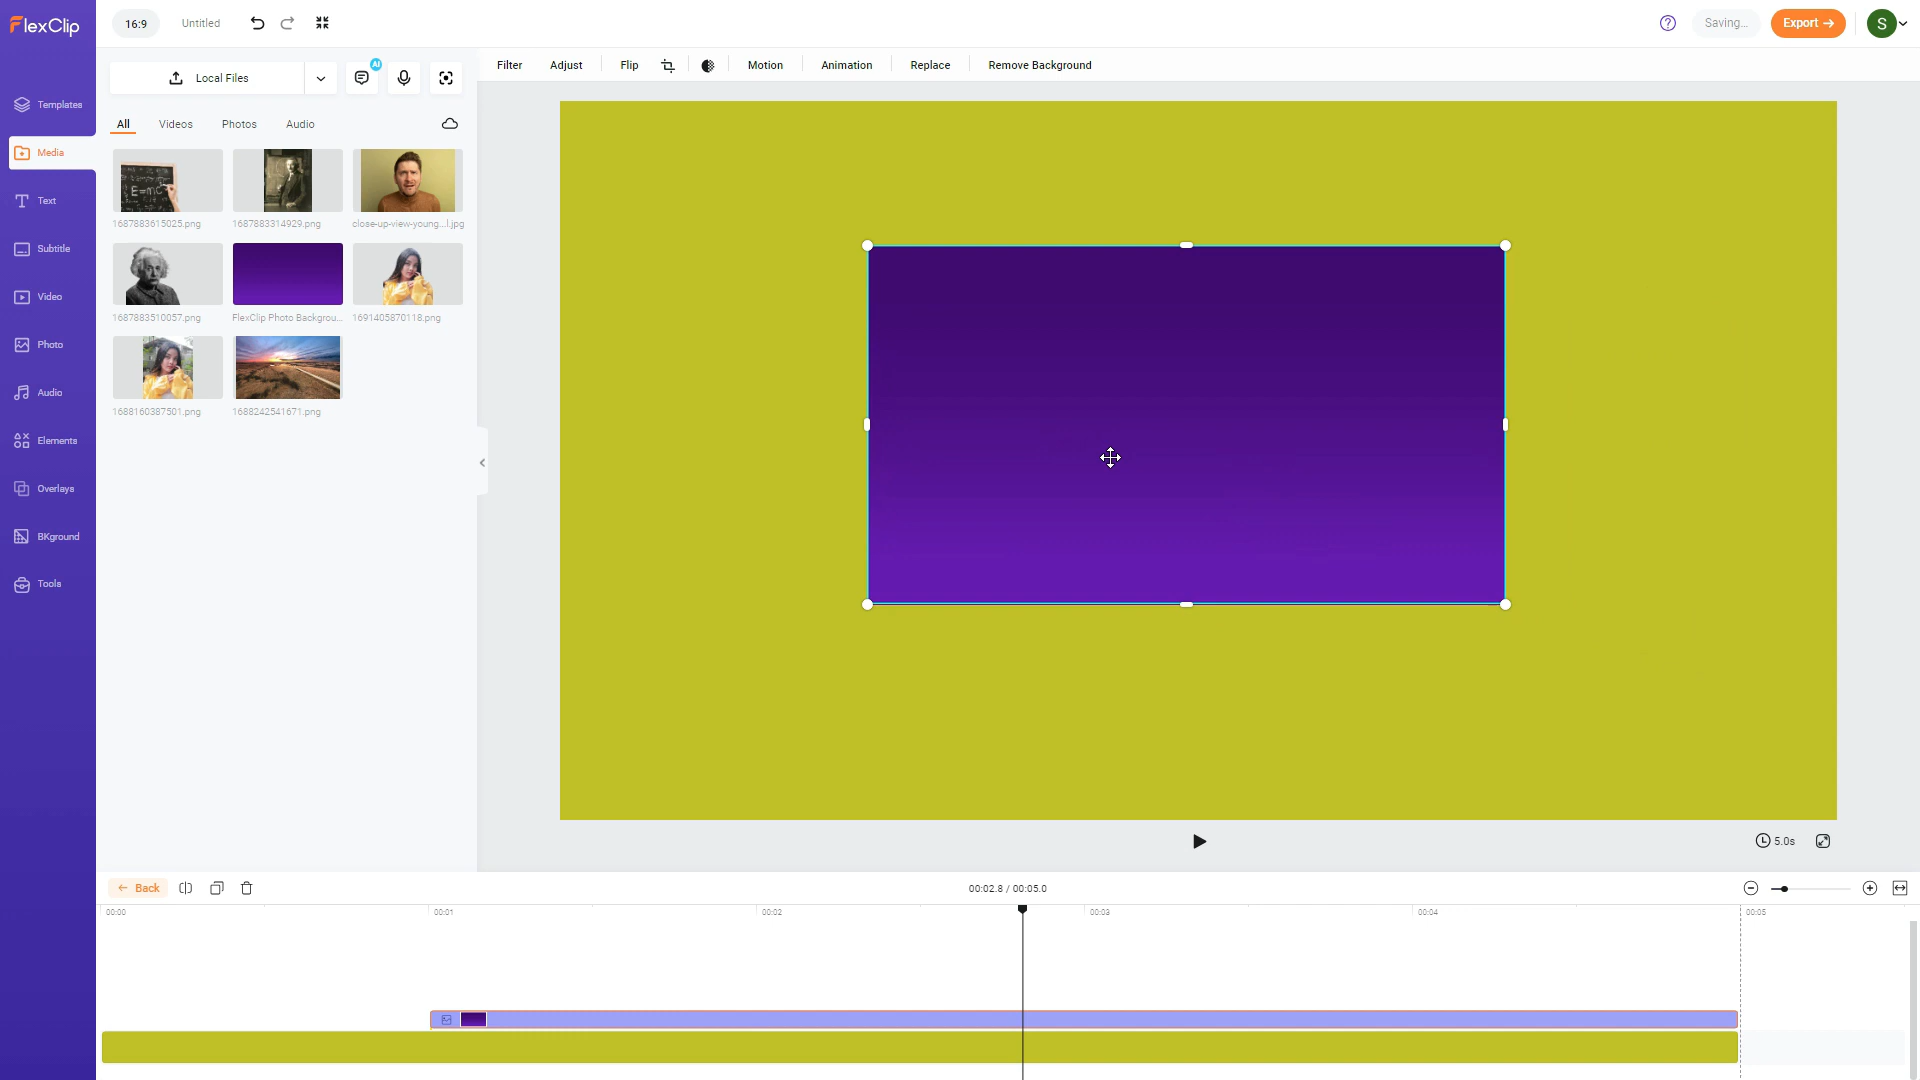 FlexClip
16:9
Untitled
Saving...
Export
S
Templates
Media
Text
Subtitle
Video
Photo
Audio
Elements
Overlays
BKground
Tools
Local Files
AI
All
Videos
Photos
Audio
1687883615025.png
1687883314929.png
close-up-view-young...l.jpg
1687883510057.png
FlexClip Photo Backgrou...
1691405870118.png
1688160387501.png
1688242541671.png
E=mc²
Filter
Adjust
Flip
Motion
Animation
Replace
Remove Background
5.0s
Back
00:02.8 / 00:05.0
00:00
00:01
00:02
00:03
00:04
00:05